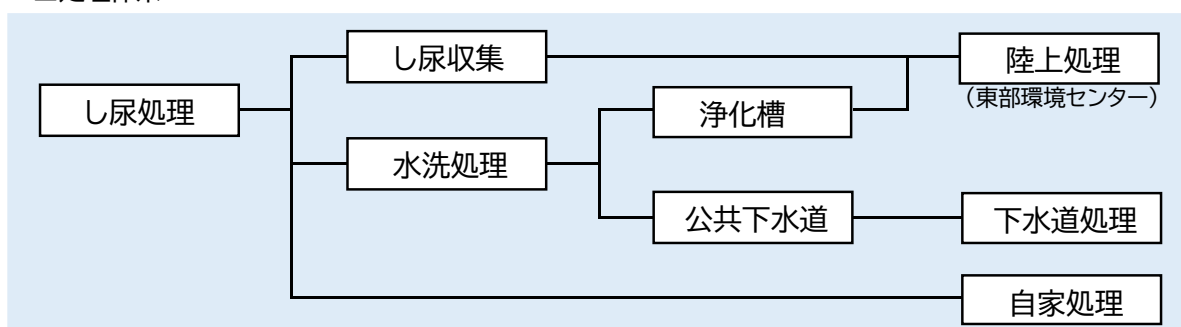 し尿収集
陸上処理
（東部環境センター）
し尿処理
浄化槽
水洗処理
公共下水道
下水道処理
自家処理